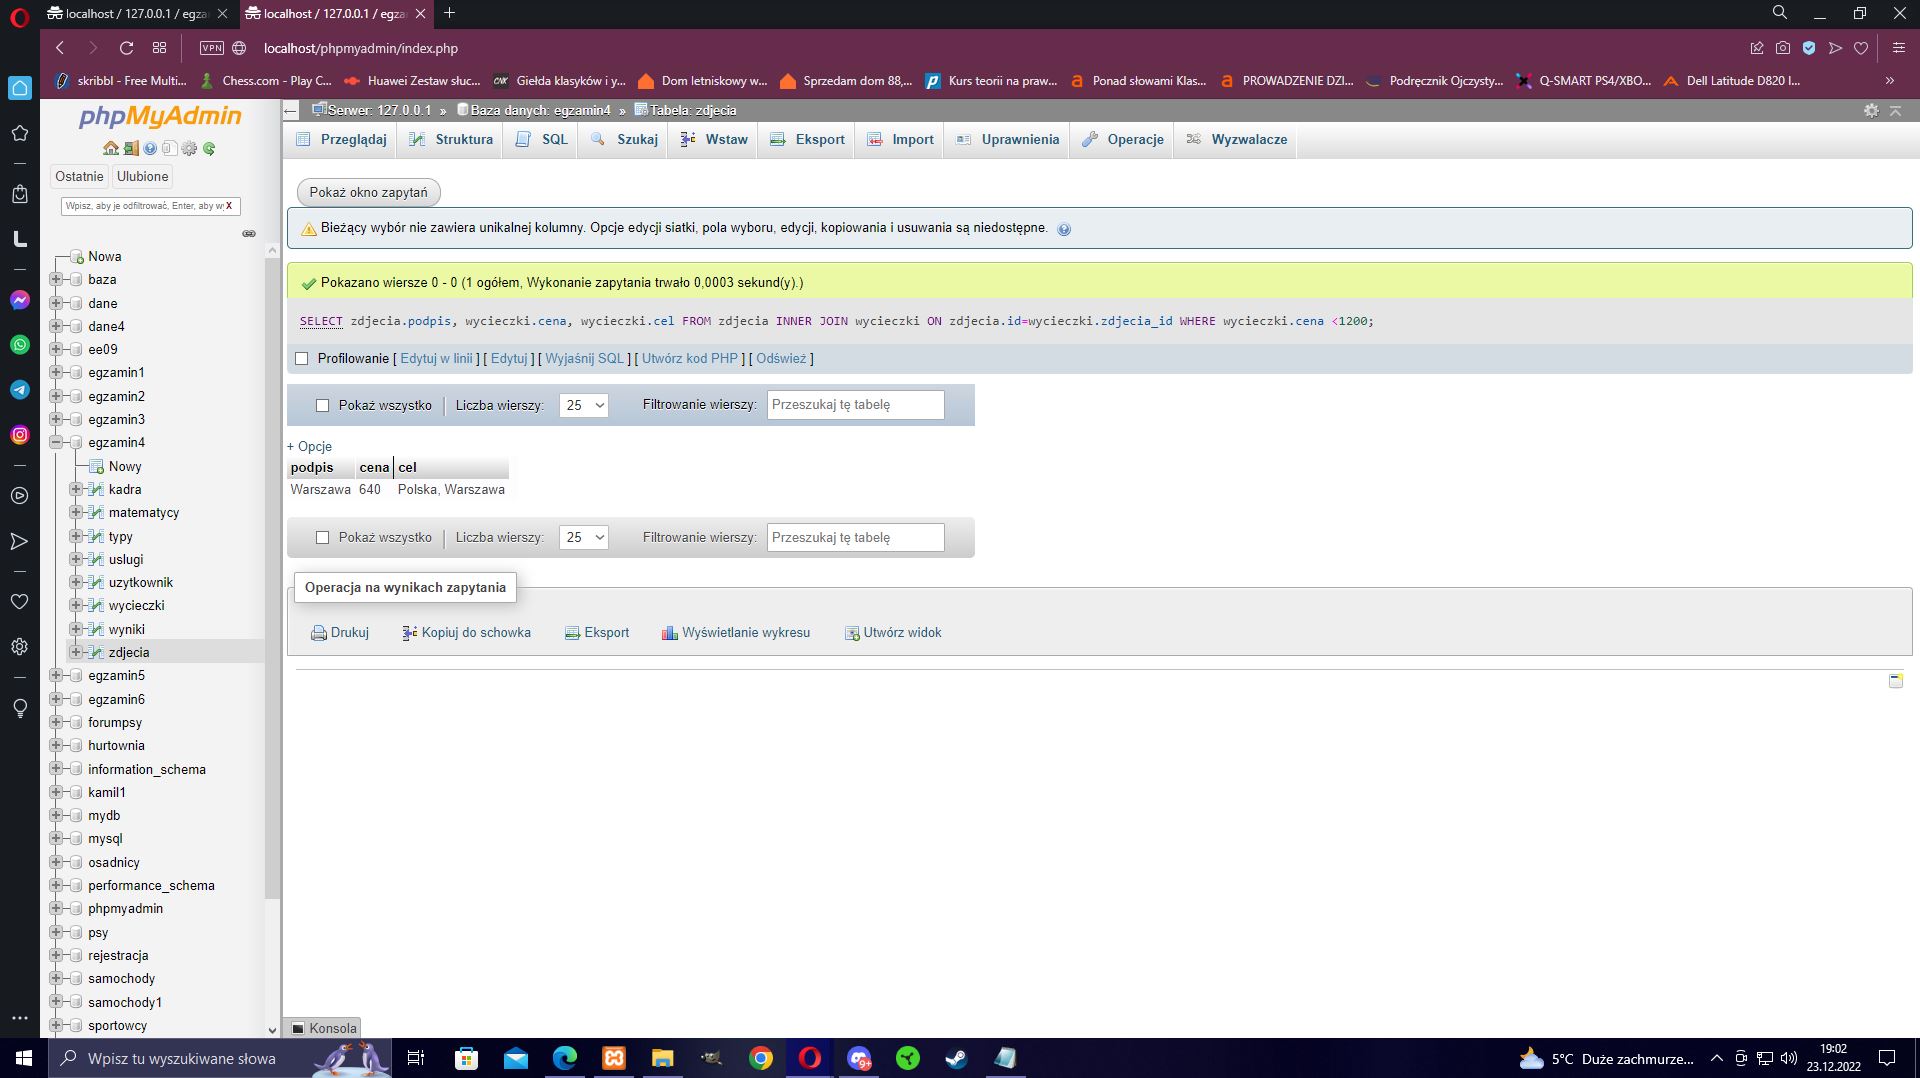 localhost / 127.0.0.1 / egza
localhost / 127.0.0.1 / egza
VPN localhost/phpmyadmin/index.php
skribbl - Free Multi... Chess.com - Play C... Huawei Zestaw słuc... CNK Giełda klasyków i y... Dom letniskowy w... Sprzedam dom 88,... Kurs teorii na praw... Ponad słowami Klas... PROWADZENIE DZI... Podręcznik Ojczysty... Q-SMART PS4/XBO... Dell Latitude D820 I... »
phpMyAdmin
Ostatnie Ulubione
Wpisz, aby je odfiltrować, Enter, aby wy X
Nowa
baza
dane
dane4
ee09
egzamin1
egzamin2
egzamin3
egzamin4
Nowy
kadra
matematycy
typy
uslugi
uzytkownik
wycieczki
wyniki
zdjecia
egzamin5
egzamin6
forumpsy
hurtownia
information_schema
kamil1
mydb
mysql
osadnicy
performance_schema
phpmyadmin
psy
rejestracja
samochody
samochody1
sportowcy
Serwer: 127.0.0.1 » Baza danych: egzamin4 » Tabela: zdjecia
Przeglądaj Struktura SQL Szukaj Wstaw Eksport Import Uprawnienia Operacje Wyzwalacze
Pokaż okno zapytań
Bieżący wybór nie zawiera unikalnej kolumny. Opcje edycji siatki, pola wyboru, edycji, kopiowania i usuwania są niedostępne.
Pokazano wiersze 0 - 0 (1 ogółem, Wykonanie zapytania trwało 0,0003 sekund(y).)
SELECT zdjecia.podpis, wycieczki.cena, wycieczki.cel FROM zdjecia INNER JOIN wycieczki ON zdjecia.id=wycieczki.zdjecia_id WHERE wycieczki.cena <1200;
Profilowanie [ Edytuj w linii ] [ Edytuj ] [ Wyjaśnij SQL ] [ Utwórz kod PHP ] [ Odśwież ]
Pokaż wszystko Liczba wierszy: 25 Filtrowanie wierszy: Przeszukaj tę tabelę
+ Opcje
podpis cena cel
Warszawa 640 Polska, Warszawa
Pokaż wszystko Liczba wierszy: 25 Filtrowanie wierszy: Przeszukaj tę tabelę
Operacja na wynikach zapytania
Drukuj Kopiuj do schowka Eksport Wyświetlanie wykresu Utwórz widok
Konsola
Wpisz tu wyszukiwane słowa
9+
5°C Duże zachmurze...
19:02
23.12.2022